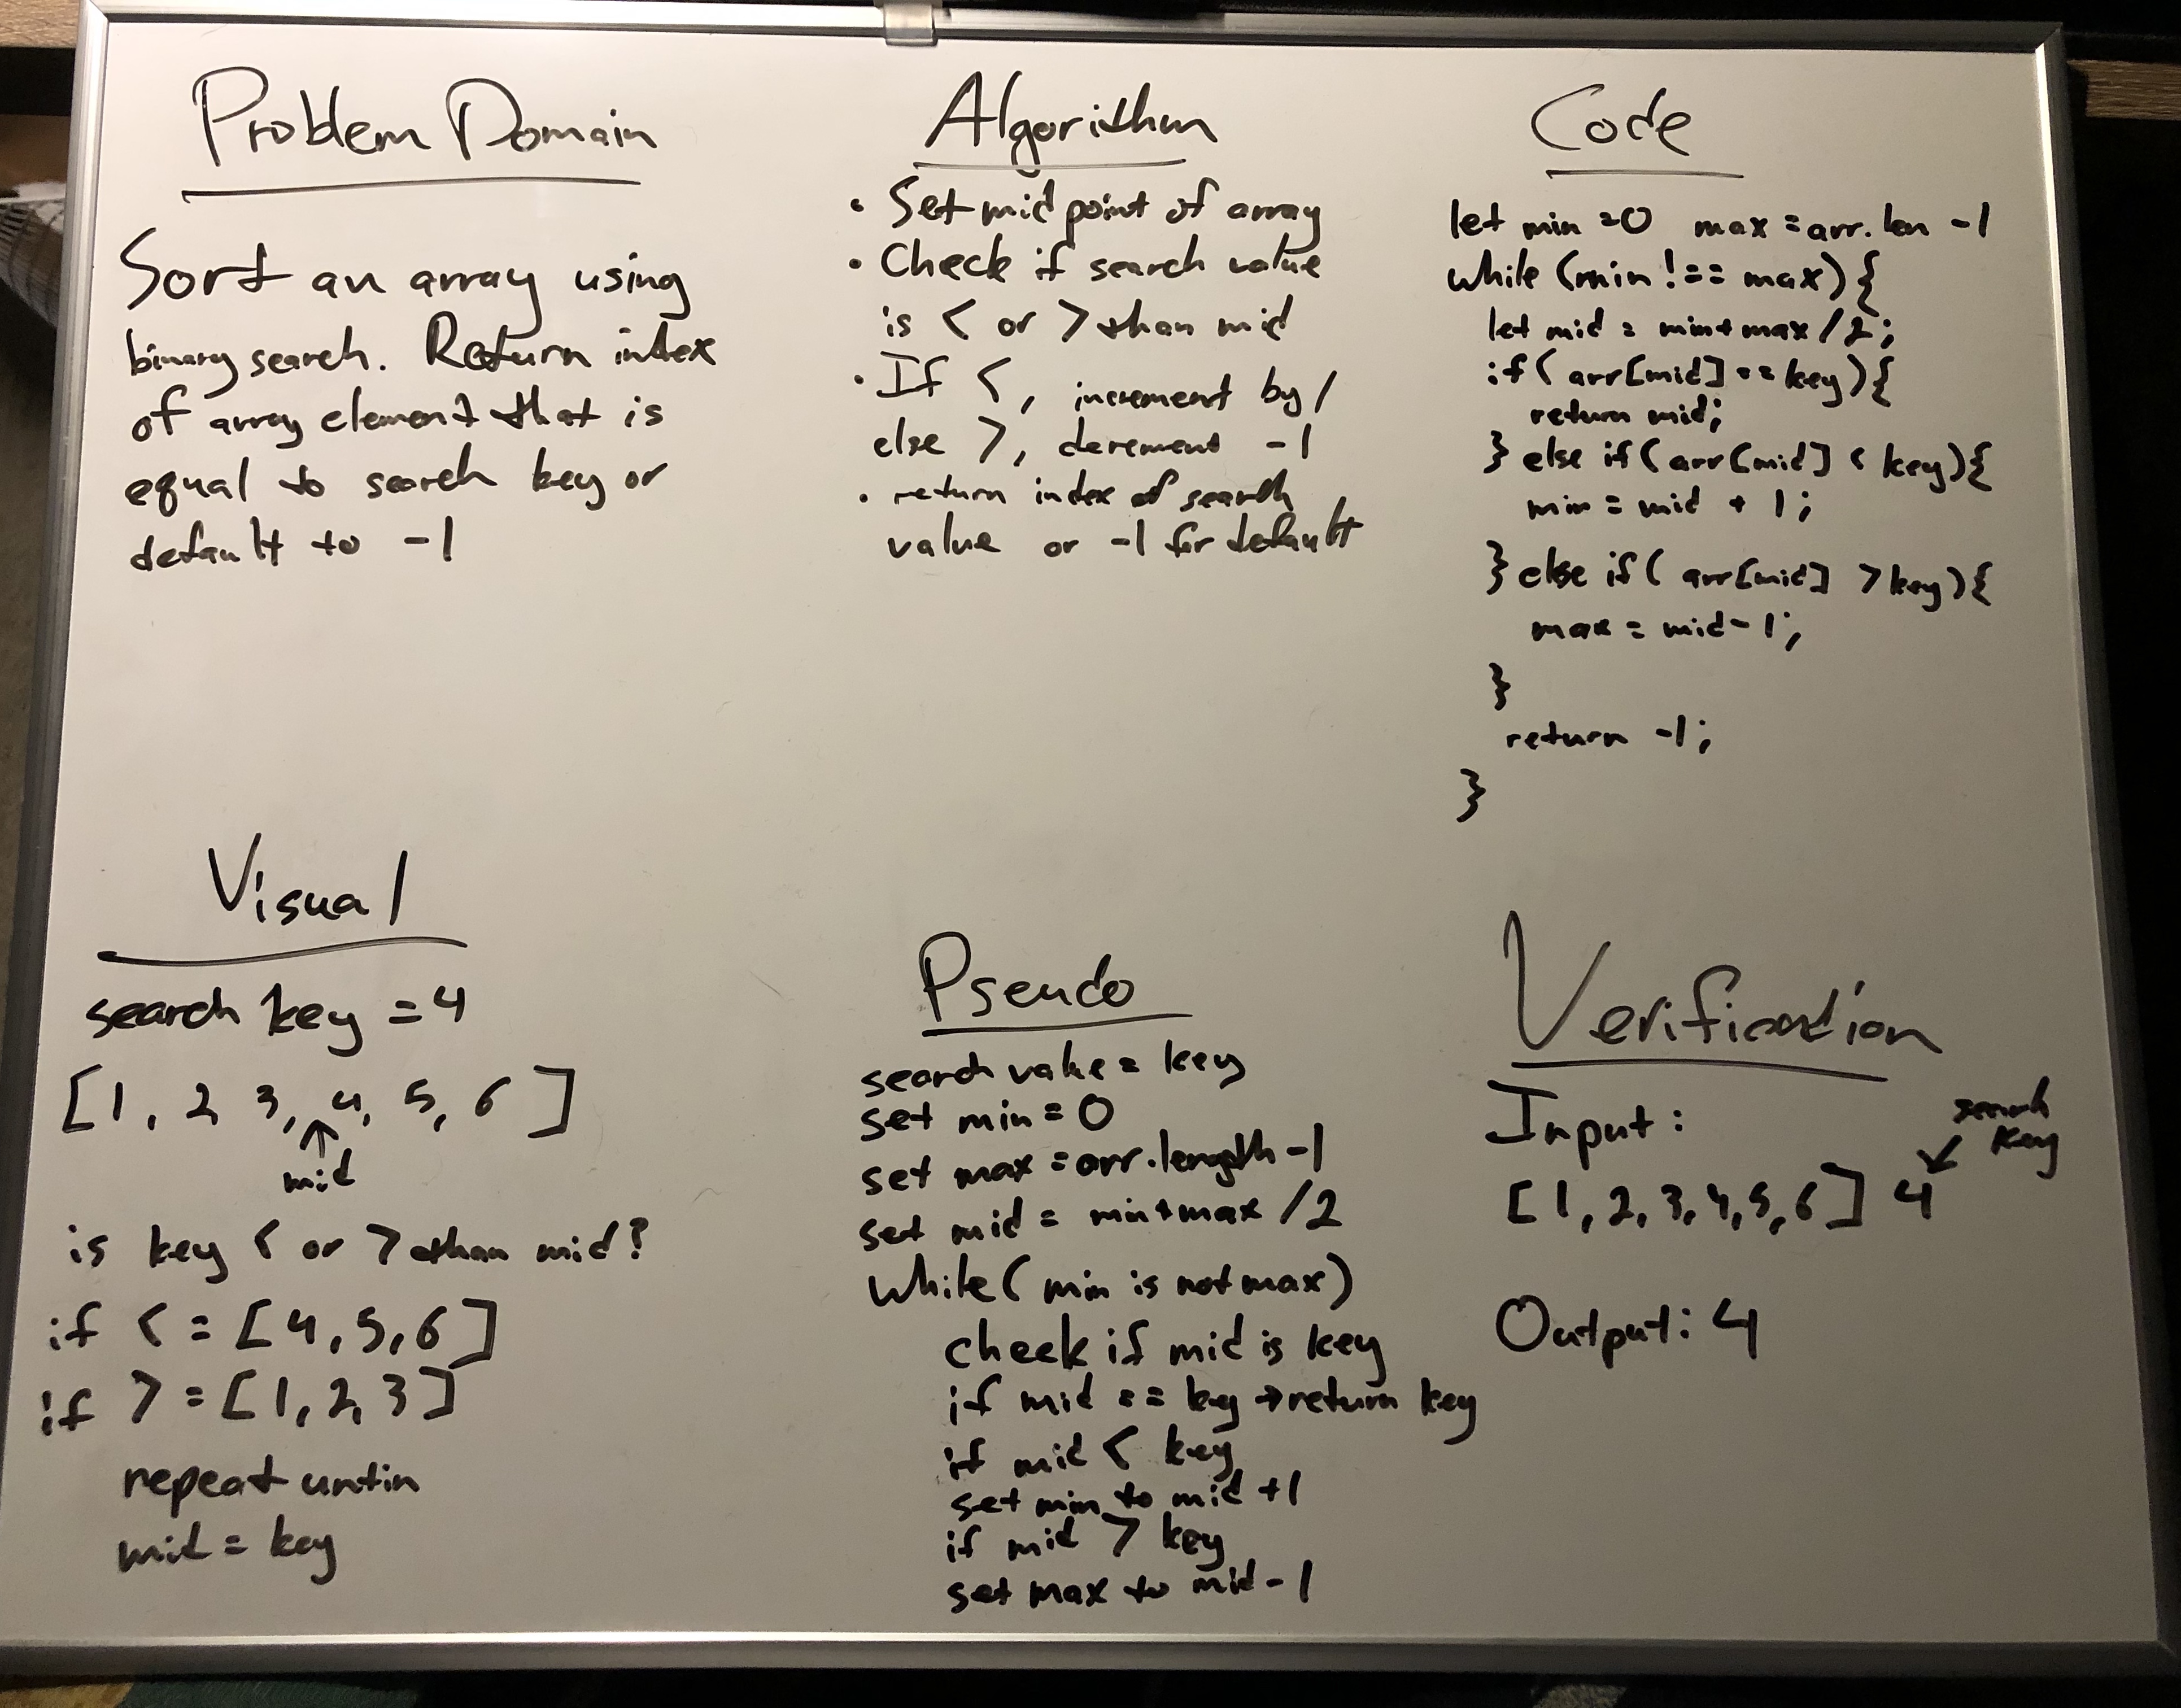 Problem Domain
Sort an array using
binary search. Return index
of array element that is
equal to search key or
default to -1
Algorithm
• Set mid point of array
• Check if search value
is < or > than mid
• If <, increment by 1
else >, derement -1
• return index of search
value or -1 for default
Code
let min = 0 max = arr.len -1
while (min !== max) {
let mid = min + max / 2;
if ( arr[mid] == key) {
return mid;
} else if ( arr[mid] < key) {
min = mid + 1;
} else if ( arr[mid] > key) {
max = mid - 1;
}
return -1;
}
Visual
search key = 4
[1, 2 3, 4, 5, 6 ]
mid
is key < or > than mid?
if < = [4, 5, 6 ]
if > = [1, 2, 3 ]
repeat untin
mid = key
Pseudo
search value = key
set min = 0
set max = arr.length -1
set mid = min + max / 2
while ( min is not max)
check if mid is key
if mid == key → return key
if mid < key
set min to mid +1
if mid > key
set max to mid - 1
Verification
Input:
search
key
[1, 2, 3, 4, 5, 6 ] 4
Output: 4